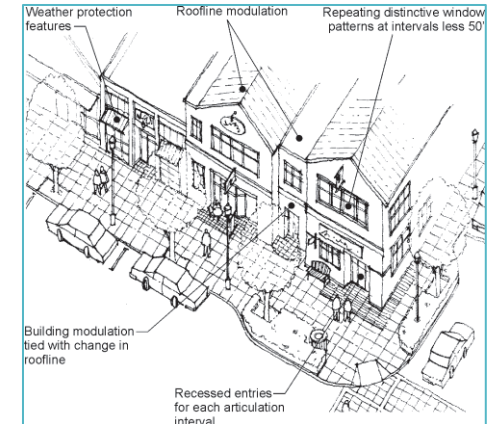 Weather protection
features
Roofline modulation
Repeating distinctive window
patterns at intervals less 50'
Building modulation
tied with change in
roofline
Recessed entries
for each articulation
interval